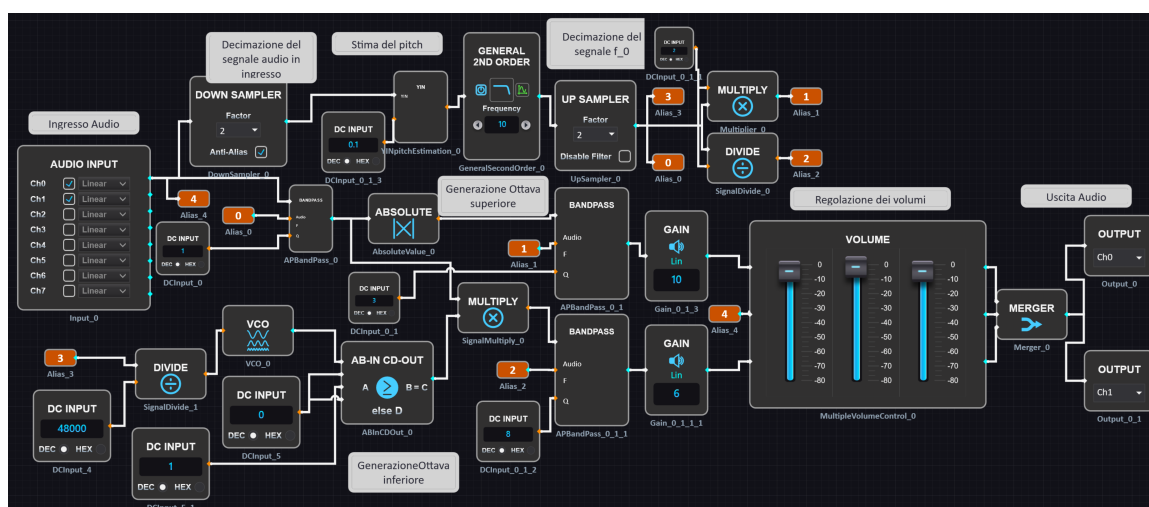 Decimazione del
segnale audio in
ingresso
Stima del pitch
Decimazione del
segnale f_0
Ingresso Audio
AUDIO INPUT
Ch0
Linear
Ch1
Linear
Ch2
Linear
Ch3
Linear
Ch4
Linear
Ch5
Linear
Ch6
Linear
Ch7
Linear
Input_0
DOWN SAMPLER
Factor
2
Anti-Alias
DownSampler_0
DC INPUT
0.1
DEC HEX
DCInput_0_1_3
YIN
YIN
YINpitchEstimation_0
GENERAL
2ND ORDER
Frequency
10
GeneralSecondOrder_0
UP SAMPLER
Factor
2
Disable Filter
UpSampler_0
3
Alias_3
0
Alias_0
DC INPUT
3
DEC HEX
DCInput_0_1_1
MULTIPLY
Multiplier_0
1
Alias_1
DIVIDE
SignalDivide_0
2
Alias_2
4
Alias_4
0
Alias_0
DC INPUT
1
DEC HEX
DCInput_0
BANDPASS
Audio
F
Q
APBandPass_0
ABSOLUTE
|X|
AbsoluteValue_0
Generazione Ottava
superiore
1
Alias_1
BANDPASS
Audio
F
Q
APBandPass_0_1
DC INPUT
3
DEC HEX
DCInput_0_1
MULTIPLY
SignalMultiply_0
GAIN
Lin
10
Gain_0_1_3
Regolazione dei volumi
VOLUME
0 0 0
-10 -10 -10
-20 -20 -20
-30 -30 -30
-40 -40 -40
-50 -50 -50
-60 -60 -60
-70 -70 -70
-80 -80 -80
MultipleVolumeControl_0
4
Alias_4
Uscita Audio
OUTPUT
Ch0
Output_0
MERGER
Merger_0
OUTPUT
Ch1
Output_0_1
3
Alias_3
DIVIDE
SignalDivide_1
VCO
VCO_0
DC INPUT
48000
DEC HEX
DCInput_4
DC INPUT
0
DEC HEX
DCInput_5
DC INPUT
1
DEC HEX
AB-IN CD-OUT
A ≥ B = C
else D
ABInCDOut_0
GenerazioneOttava
inferiore
2
Alias_2
DC INPUT
8
DEC HEX
DCInput_0_1_2
BANDPASS
Audio
F
Q
APBandPass_0_1_1
GAIN
Lin
6
Gain_0_1_1_1